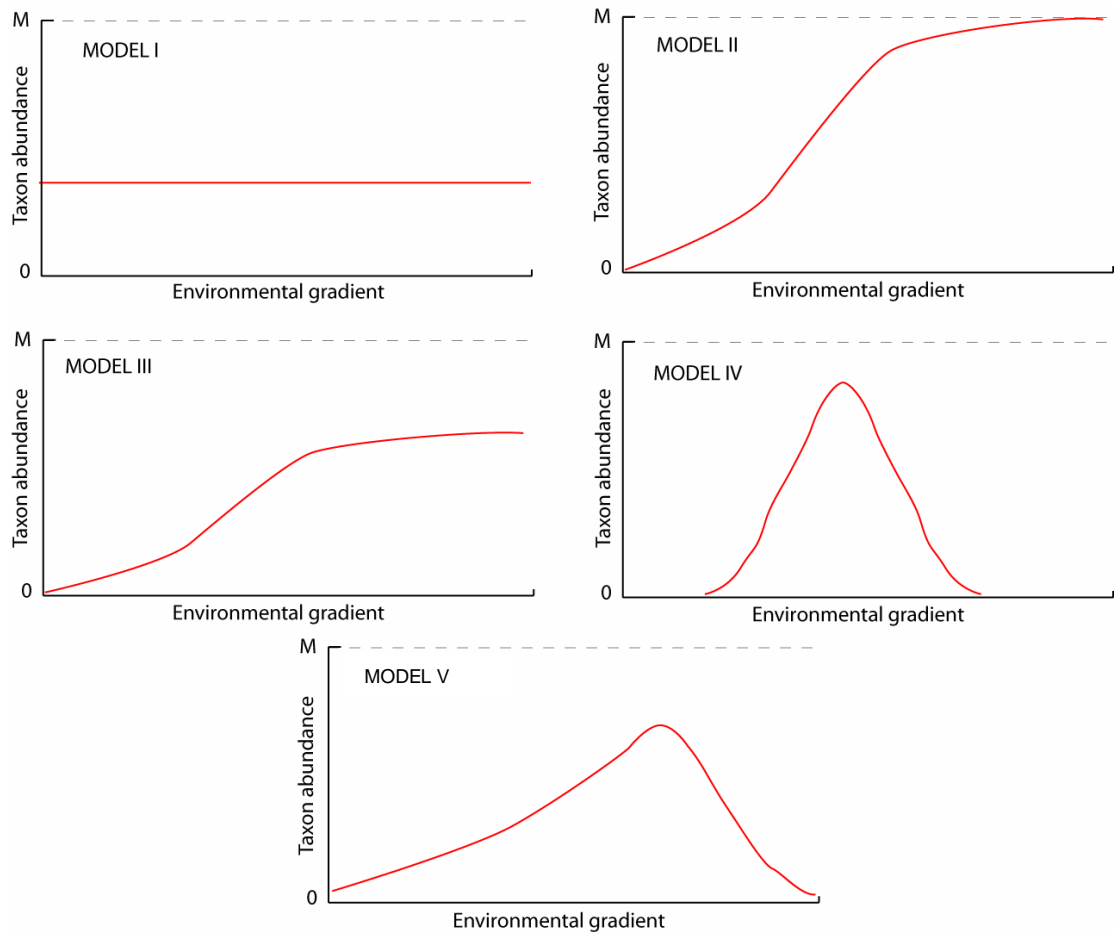 M
MODEL I
Taxon abundance
0
Environmental gradient
M
MODEL II
Taxon abundance
0
Environmental gradient
M
MODEL III
Taxon abundance
0
Environmental gradient
M
MODEL IV
Taxon abundance
0
Environmental gradient
M
MODEL V
Taxon abundance
0
Environmental gradient